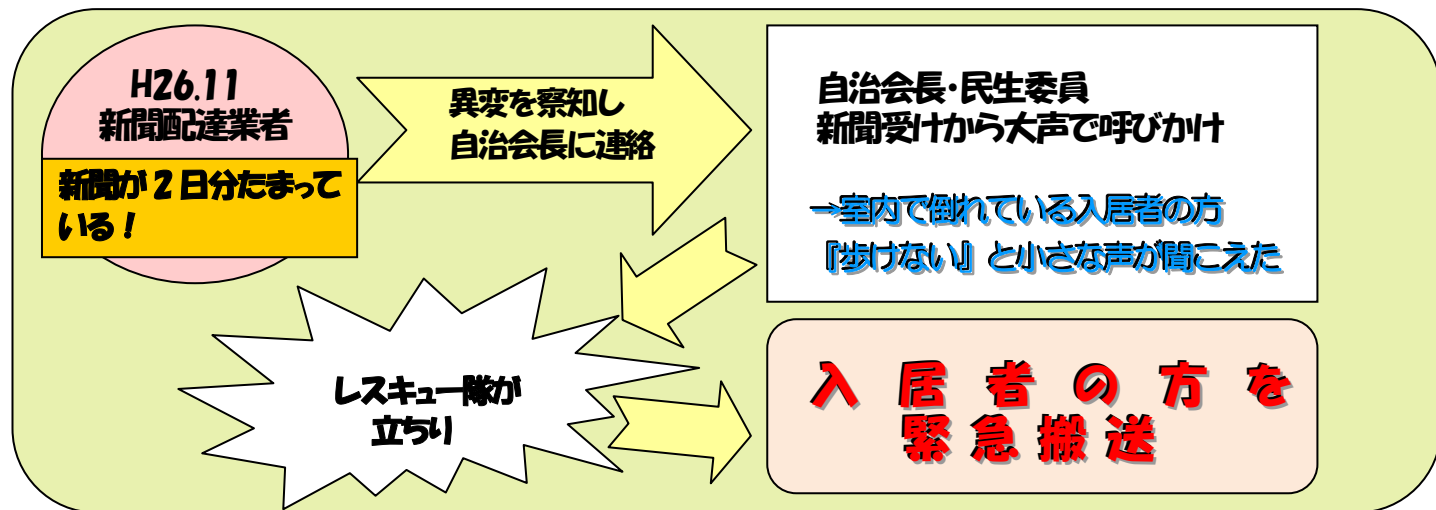 H26.11
新聞配達業者
新聞が2日分たまって
いる!
異変を察知し
自治会長に連絡
自治会長・民生委員
新聞受けから大声で呼びかけ
→室内で倒れている入居者の方
『歩けない』と小さな声が聞こえた
レスキュー隊が
立ちり
入居者の方を
緊急搬送